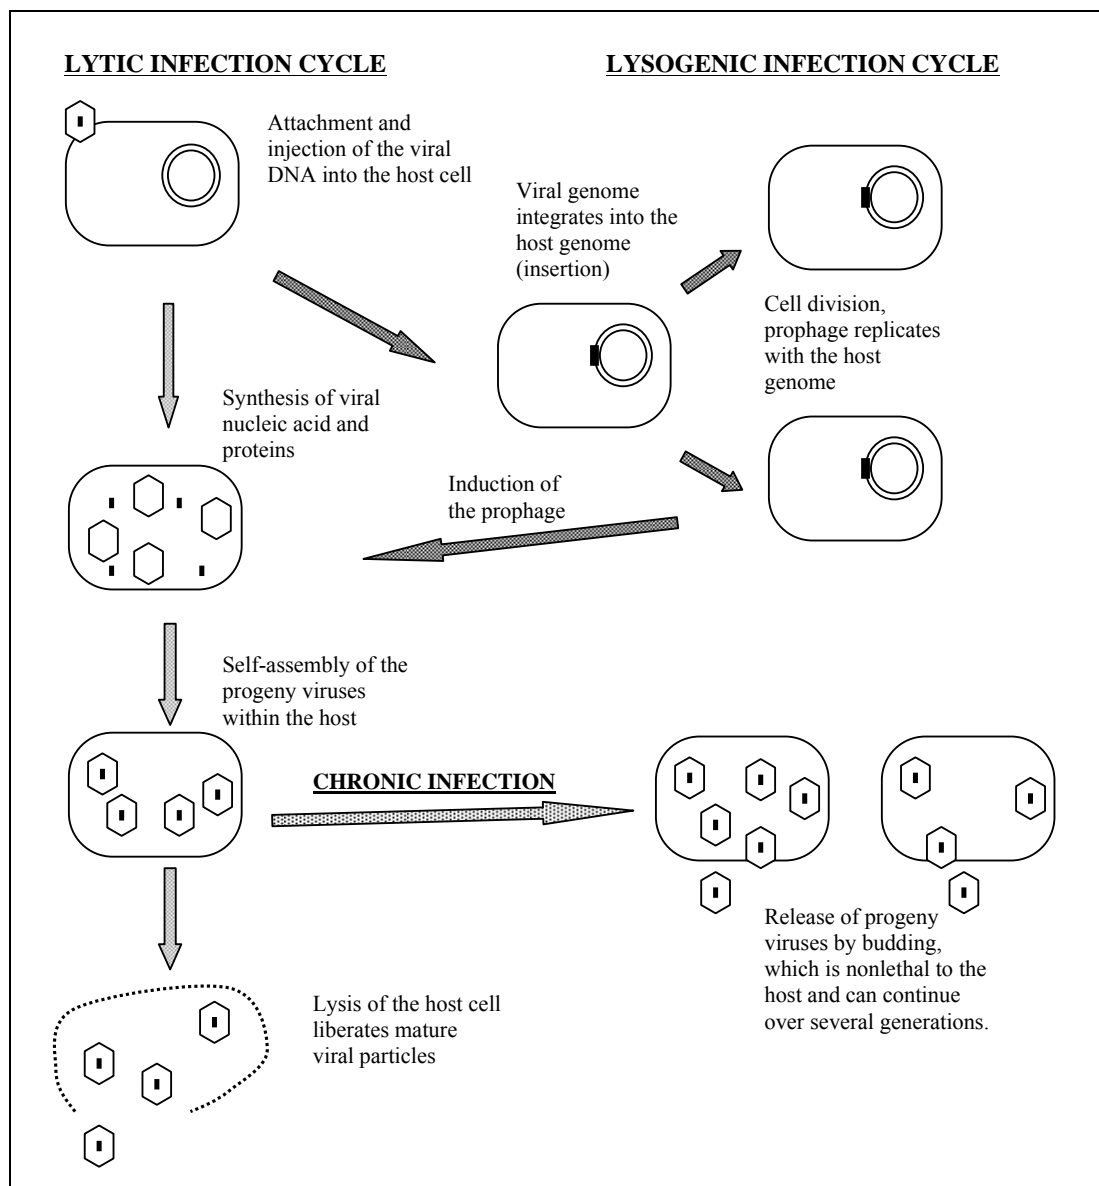 LYTIC INFECTION CYCLE
LYSOGENIC INFECTION CYCLE
Attachment and
injection of the viral
DNA into the host cell
Viral genome
integrates into the
host genome
(insertion)
Cell division,
prophage replicates
with the host
genome
Synthesis of viral
nucleic acid and
proteins
Induction of
the prophage
Self-assembly of the
progeny viruses
within the host
CHRONIC INFECTION
Release of progeny
viruses by budding,
which is nonlethal to the
host and can continue
over several generations.
Lysis of the host cell
liberates mature
viral particles